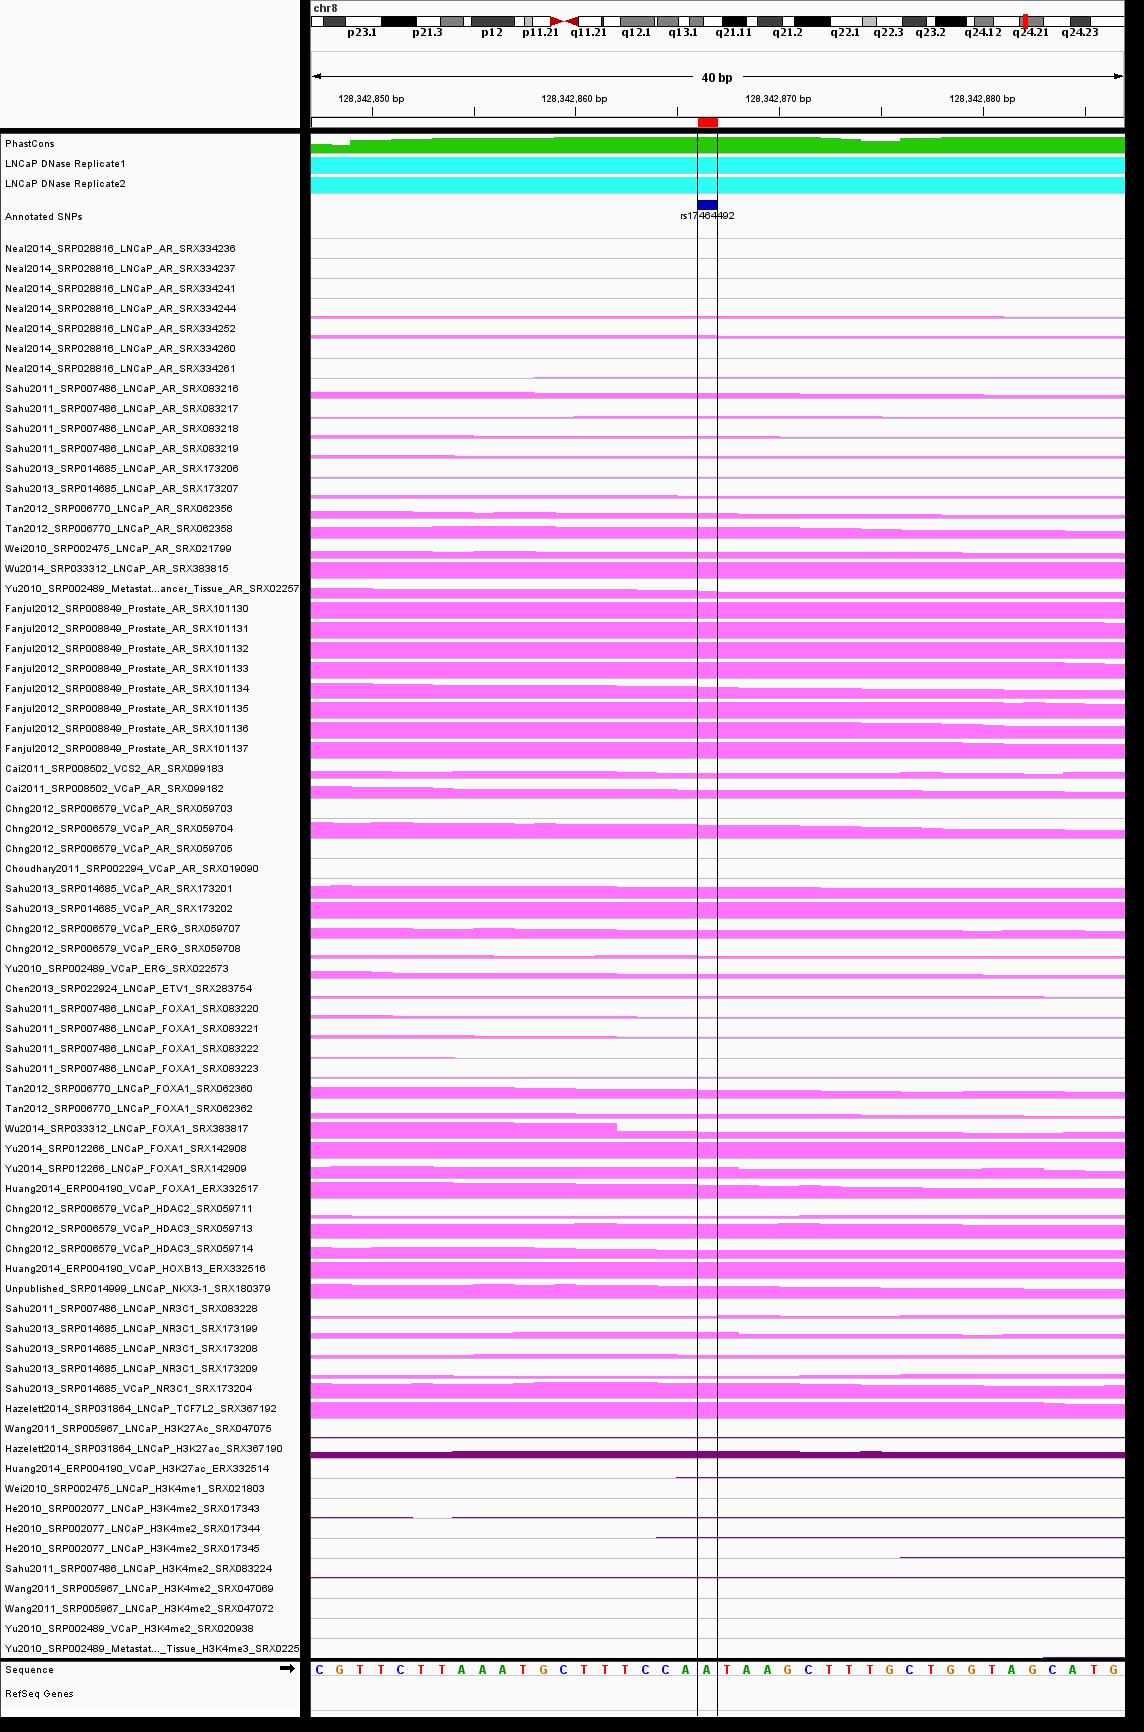 chr8
p23.1 p21.3 p12 p11.21 q11.21 q12.1 q13.1 q21.11 q21.2 q22.1 q22.3 q23.2 q24.12 q24.21 q24.23
40 bp
128,342,850 bp 128,342,860 bp 128,342,870 bp 128,342,880 bp
PhastCons
LNCaP DNase Replicate1
LNCaP DNase Replicate2
Annotated SNPs
rs17464492
Neal2014_SRP028816_LNCaP_AR_SRX334236
Neal2014_SRP028816_LNCaP_AR_SRX334237
Neal2014_SRP028816_LNCaP_AR_SRX334241
Neal2014_SRP028816_LNCaP_AR_SRX334244
Neal2014_SRP028816_LNCaP_AR_SRX334252
Neal2014_SRP028816_LNCaP_AR_SRX334260
Neal2014_SRP028816_LNCaP_AR_SRX334261
Sahu2011_SRP007486_LNCaP_AR_SRX083216
Sahu2011_SRP007486_LNCaP_AR_SRX083217
Sahu2011_SRP007486_LNCaP_AR_SRX083218
Sahu2011_SRP007486_LNCaP_AR_SRX083219
Sahu2013_SRP014685_LNCaP_AR_SRX173206
Sahu2013_SRP014685_LNCaP_AR_SRX173207
Tan2012_SRP006770_LNCaP_AR_SRX062356
Tan2012_SRP006770_LNCaP_AR_SRX062358
Wei2010_SRP002475_LNCaP_AR_SRX021799
Wu2014_SRP033312_LNCaP_AR_SRX383815
Yu2010_SRP002489_Metastat...ancer_Tissue_AR_SRX02257
Fanjul2012_SRP008849_Prostate_AR_SRX101130
Fanjul2012_SRP008849_Prostate_AR_SRX101131
Fanjul2012_SRP008849_Prostate_AR_SRX101132
Fanjul2012_SRP008849_Prostate_AR_SRX101133
Fanjul2012_SRP008849_Prostate_AR_SRX101134
Fanjul2012_SRP008849_Prostate_AR_SRX101135
Fanjul2012_SRP008849_Prostate_AR_SRX101136
Fanjul2012_SRP008849_Prostate_AR_SRX101137
Cai2011_SRP008502_VCS2_AR_SRX099183
Cai2011_SRP008502_VCaP_AR_SRX099182
Chng2012_SRP006579_VCaP_AR_SRX059703
Chng2012_SRP006579_VCaP_AR_SRX059704
Chng2012_SRP006579_VCaP_AR_SRX059705
Choudhary2011_SRP002294_VCaP_AR_SRX019090
Sahu2013_SRP014685_VCaP_AR_SRX173201
Sahu2013_SRP014685_VCaP_AR_SRX173202
Chng2012_SRP006579_VCaP_ERG_SRX059707
Chng2012_SRP006579_VCaP_ERG_SRX059708
Yu2010_SRP002489_VCaP_ERG_SRX022573
Chen2013_SRP022924_LNCaP_ETV1_SRX283754
Sahu2011_SRP007486_LNCaP_FOXA1_SRX083220
Sahu2011_SRP007486_LNCaP_FOXA1_SRX083221
Sahu2011_SRP007486_LNCaP_FOXA1_SRX083222
Sahu2011_SRP007486_LNCaP_FOXA1_SRX083223
Tan2012_SRP006770_LNCaP_FOXA1_SRX062360
Tan2012_SRP006770_LNCaP_FOXA1_SRX062362
Wu2014_SRP033312_LNCaP_FOXA1_SRX383817
Yu2014_SRP012266_LNCaP_FOXA1_SRX142908
Yu2014_SRP012266_LNCaP_FOXA1_SRX142909
Huang2014_ERP004190_VCaP_FOXA1_ERX332517
Chng2012_SRP006579_VCaP_HDAC2_SRX059711
Chng2012_SRP006579_VCaP_HDAC3_SRX059713
Chng2012_SRP006579_VCaP_HDAC3_SRX059714
Huang2014_ERP004190_VCaP_HOXB13_ERX332516
Unpublished_SRP014999_LNCaP_NKX3-1_SRX180379
Sahu2011_SRP007486_LNCaP_NR3C1_SRX083228
Sahu2013_SRP014685_LNCaP_NR3C1_SRX173199
Sahu2013_SRP014685_LNCaP_NR3C1_SRX173208
Sahu2013_SRP014685_LNCaP_NR3C1_SRX173209
Sahu2013_SRP014685_VCaP_NR3C1_SRX173204
Hazelett2014_SRP031864_LNCaP_TCF7L2_SRX367192
Wang2011_SRP005967_LNCaP_H3K27Ac_SRX047075
Hazelett2014_SRP031864_LNCaP_H3K27ac_SRX367190
Huang2014_ERP004190_VCaP_H3K27ac_ERX332514
Wei2010_SRP002475_LNCaP_H3K4me1_SRX021803
He2010_SRP002077_LNCaP_H3K4me2_SRX017343
He2010_SRP002077_LNCaP_H3K4me2_SRX017344
He2010_SRP002077_LNCaP_H3K4me2_SRX017345
Sahu2011_SRP007486_LNCaP_H3K4me2_SRX083224
Wang2011_SRP005967_LNCaP_H3K4me2_SRX047069
Wang2011_SRP005967_LNCaP_H3K4me2_SRX047072
Yu2010_SRP002489_VCaP_H3K4me2_SRX020938
Yu2010_SRP002489_Metastat..._Tissue_H3K4me3_SRX0225
Sequence C G T T C T T A A A T G C T T T C C A A T A A G C T T T G C T G G T A G C A T G
RefSeq Genes